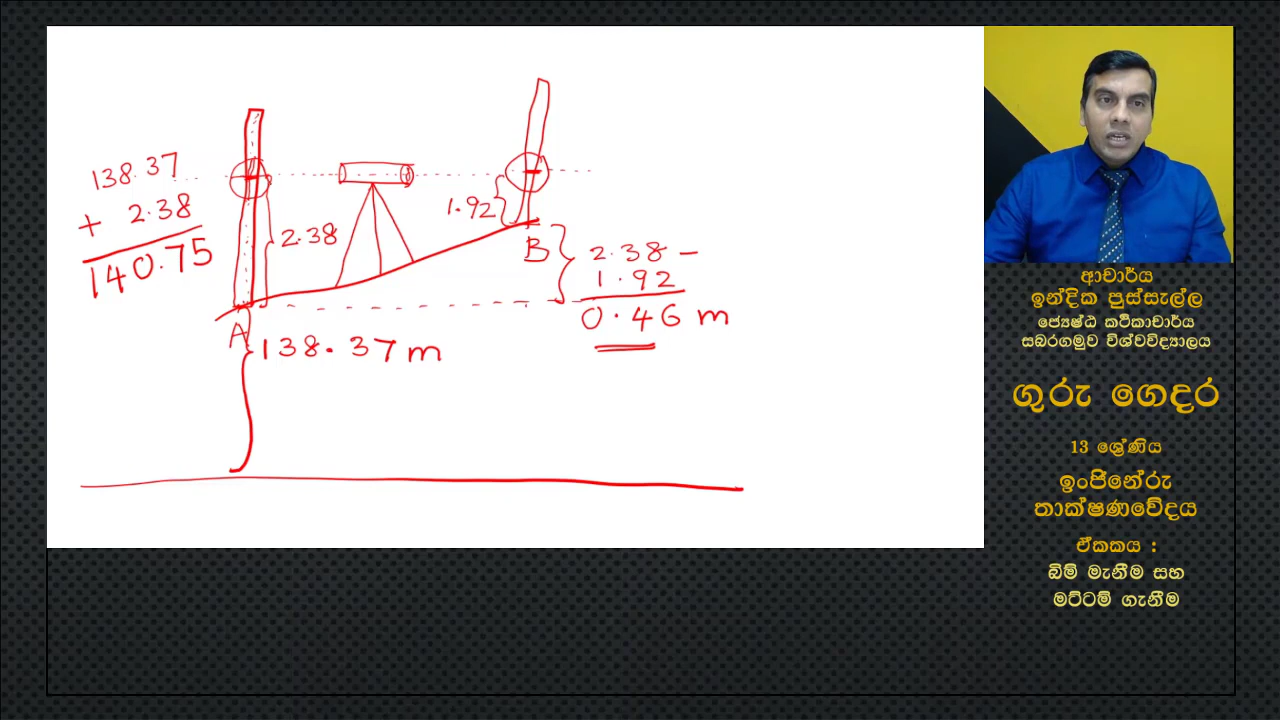 138.37
+ 2.38
140.75
2.38
1.92
A
138.37 m
B
2.38 -
1.92
0.46 m
ආචාර්ය
ඉන්දික පුස්සැල්ල
ජ්‍යෙෂ්ඨ කථිකාචාර්ය
සබරගමුව විශ්වවිද්‍යාලය
ගුරු ගෙදර
13 ශ්‍රේණිය
ඉංජිනේරු
තාක්ෂණවේදය
ඒකකය :
බිම් මැනීම සහ
මට්ටම් ගැනීම